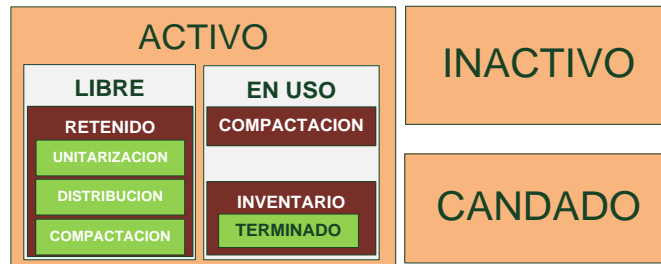 ACTIVO
LIBRE
RETENIDO
UNITARIZACION
DISTRIBUCION
COMPACTACION
EN USO
COMPACTACION
INVENTARIO
TERMINADO
INACTIVO
CANDADO